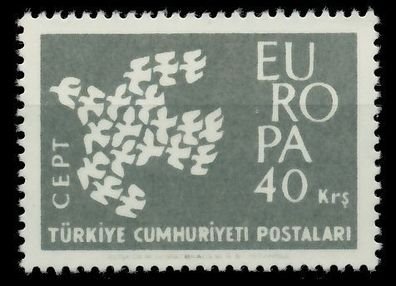 CEPT
EU
RO
PA
40 Krş
TÜRKİYE CUMHURİYETİ POSTALARI